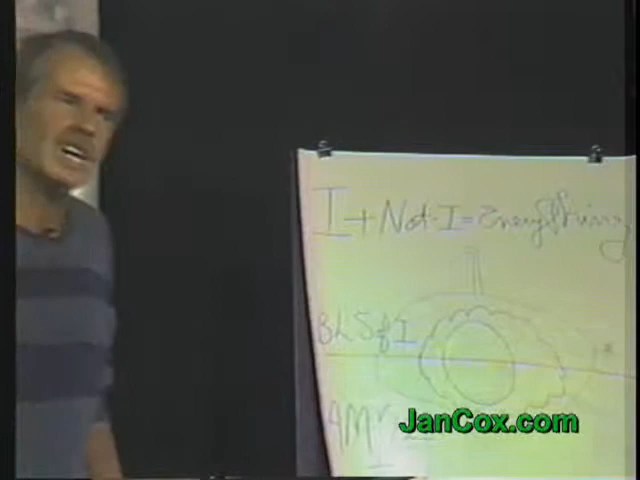 I + Not-I = Everything
BLS of I
JanCox.com